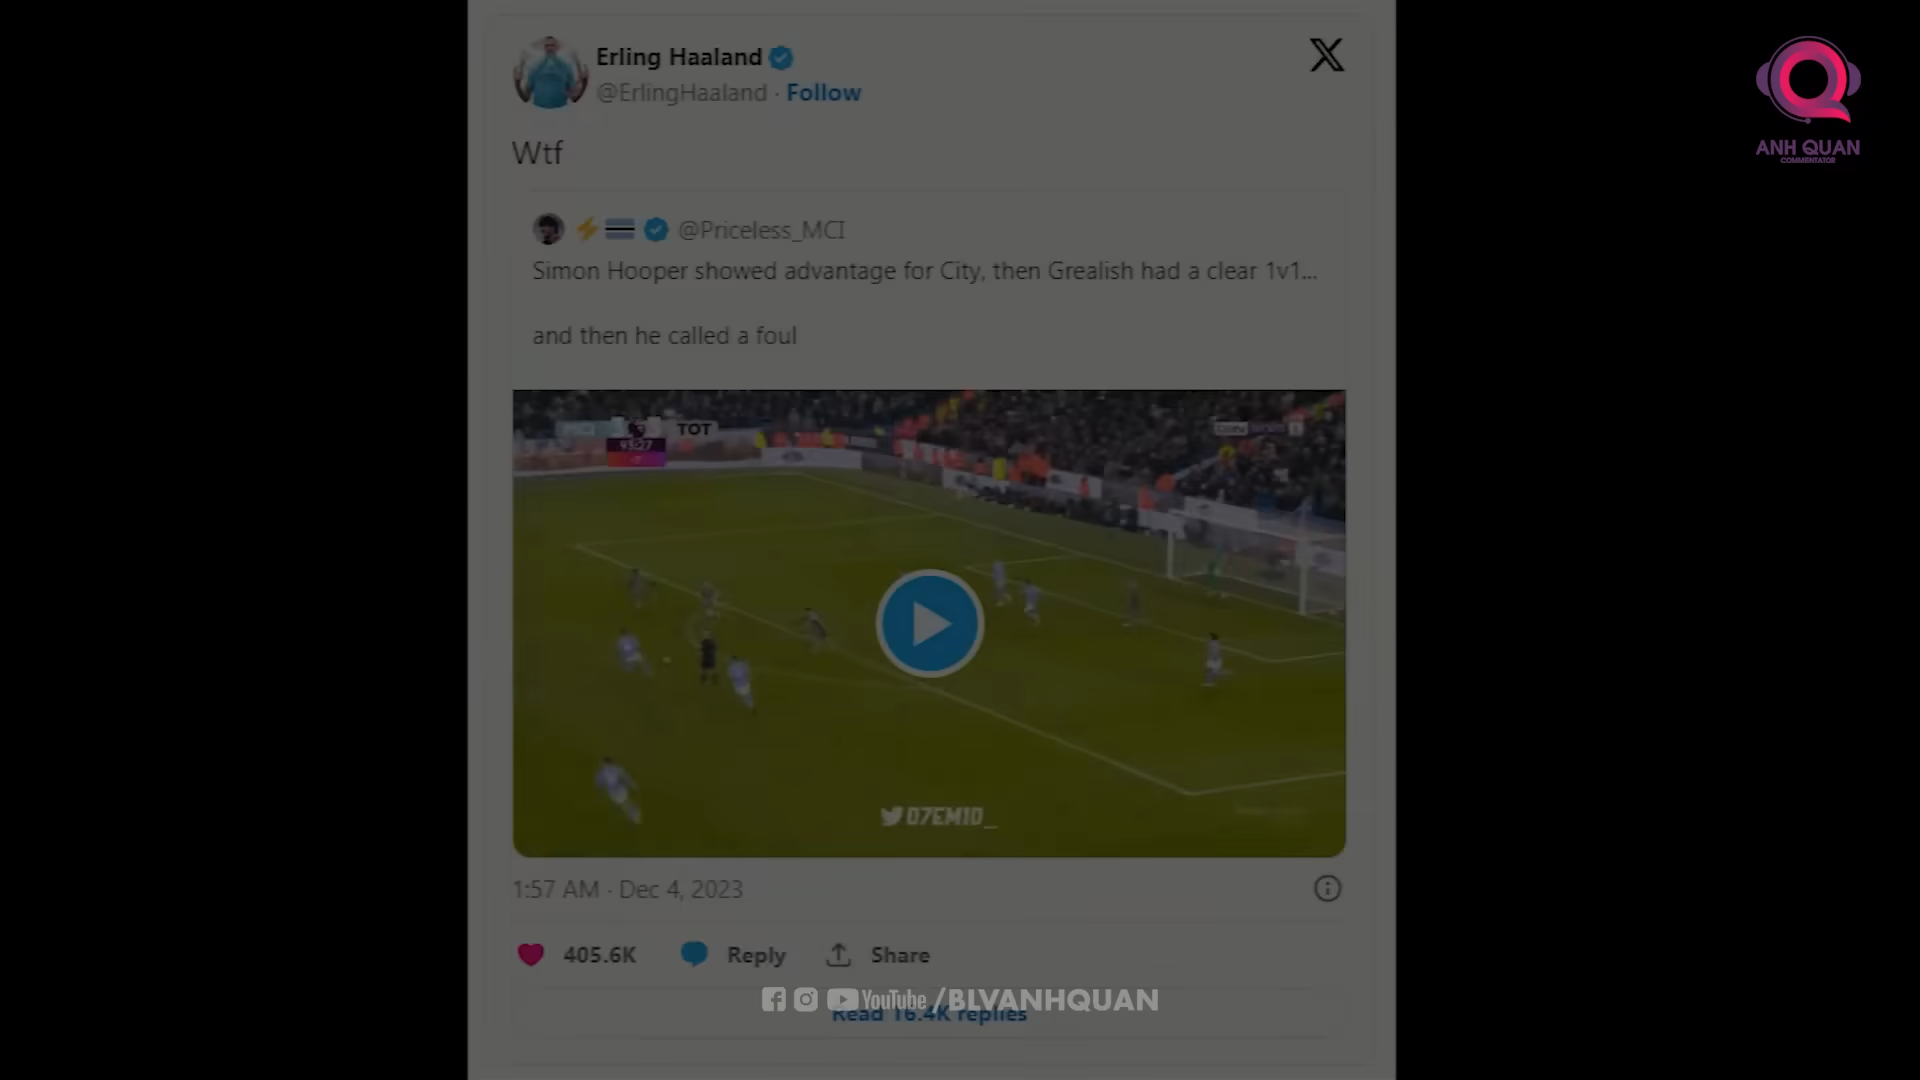 Erling Haaland
@ErlingHaaland · Follow
X
ANH QUAN
COMMENTATOR
Wtf
@Priceless_MCI
Simon Hooper showed advantage for City, then Grealish had a clear 1v1...
and then he called a foul
TOT
D7EM1D_
1:57 AM · Dec 4, 2023
405.6K Reply Share
YouTube /BLVANHQUAN
Read 16.4K replies